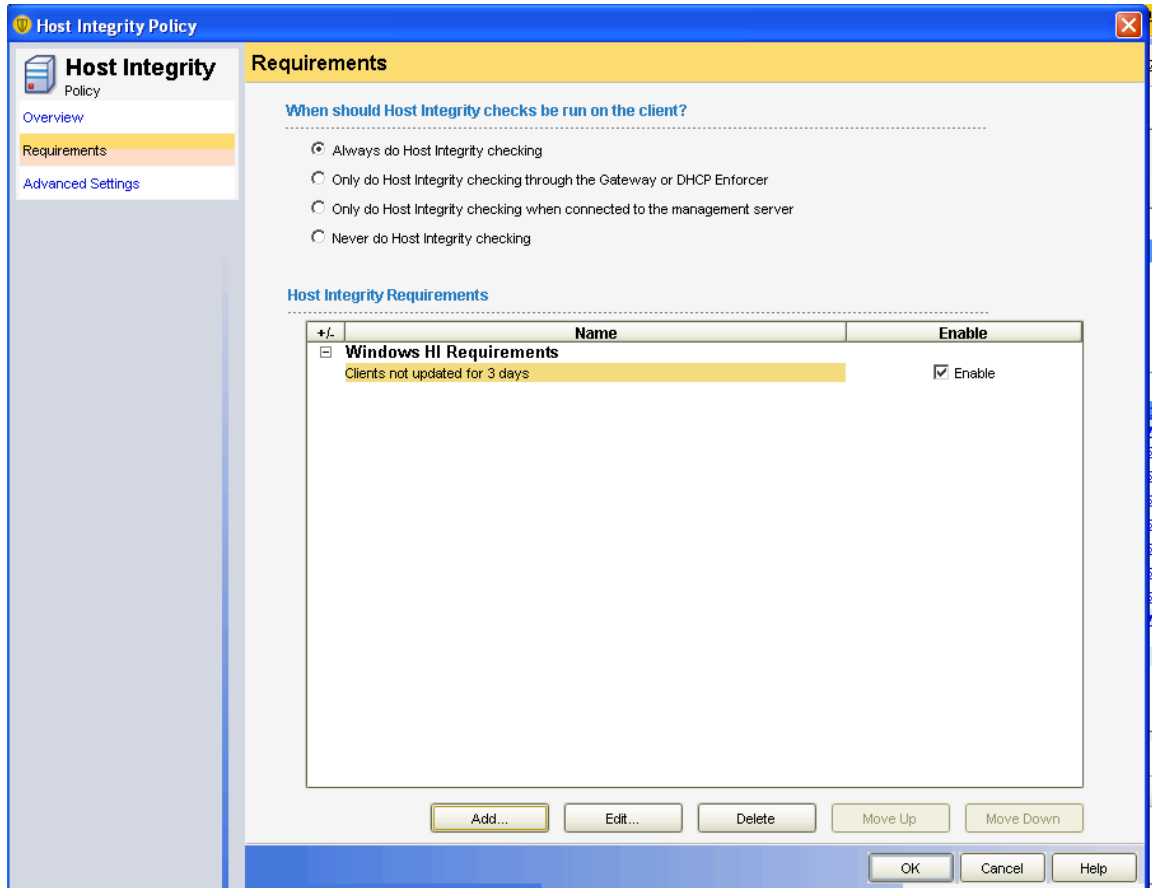 Host Integrity Policy
Host Integrity
Policy
Overview
Requirements
Advanced Settings
Requirements
When should Host Integrity checks be run on the client?
Always do Host Integrity checking
Only do Host Integrity checking through the Gateway or DHCP Enforcer
Only do Host Integrity checking when connected to the management server
Never do Host Integrity checking
Host Integrity Requirements
+/- Name Enable
Windows HI Requirements
Clients not updated for 3 days Enable
Add... Edit... Delete Move Up Move Down
OK Cancel Help